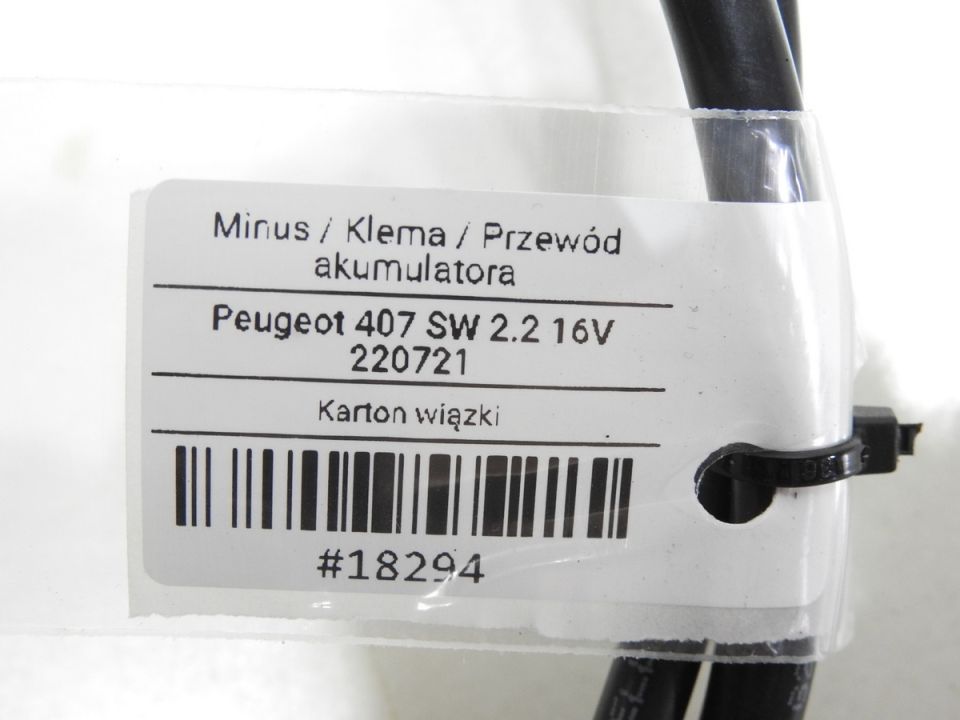 Minus / Klema / Przewód
akumulatora
Peugeot 407 SW 2.2 16V
220721
Karton wiązki
#18294